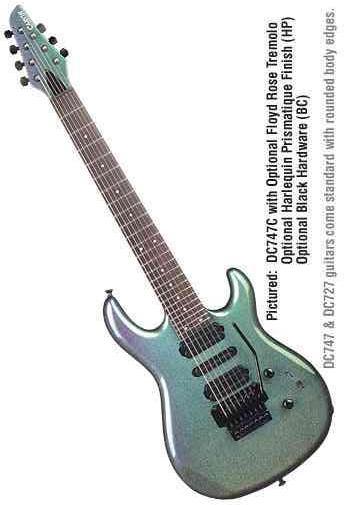 CARVIN
Pictured: DC747C with Optional Floyd Rose Tremolo
Optional Harlequin Prismatique Finish (HP)
Optional Black Hardware (BC)
DC747 & DC727 guitars come standard with rounded body edges.